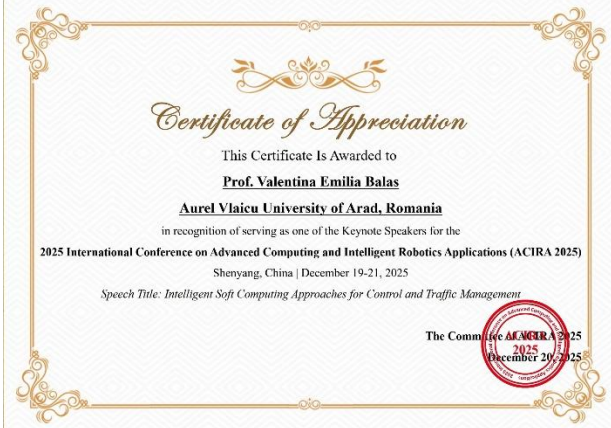 Certificate of Appreciation
This Certificate Is Awarded to
Prof. Valentina Emilia Balas
Aurel Vlaicu University of Arad, Romania
in recognition of serving as one of the Keynote Speakers for the
2025 International Conference on Advanced Computing and Intelligent Robotics Applications (ACIRA 2025)
Shenyang, China | December 19-21, 2025
Speech Title: Intelligent Soft Computing Approaches for Control and Traffic Management
The Committee of ACIRA 2025
December 20, 2025
ACIRA
2025